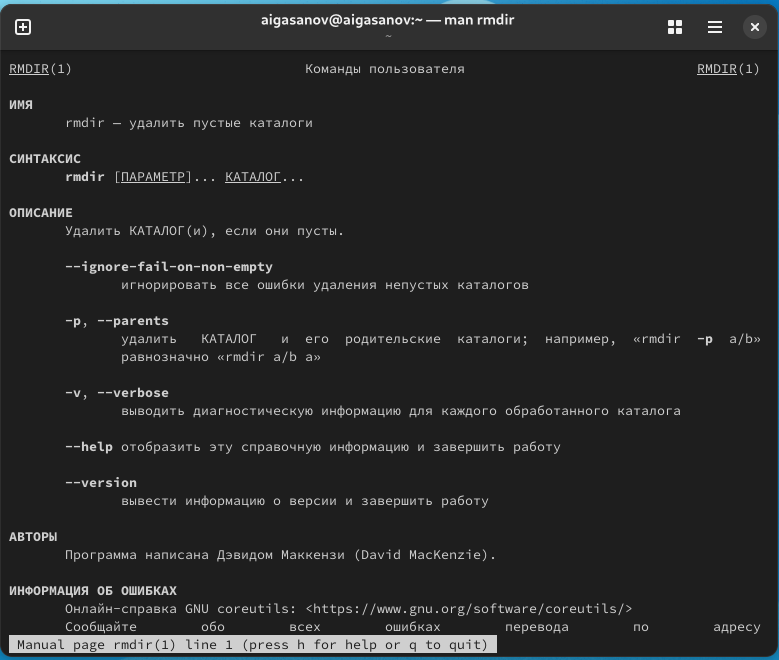 aigasanov@aigasanov:~ — man rmdir
~
RMDIR(1) Команды пользователя RMDIR(1)
ИМЯ
rmdir — удалить пустые каталоги
СИНТАКСИС
rmdir [ПАРАМЕТР]... КАТАЛОГ...
ОПИСАНИЕ
Удалить КАТАЛОГ(и), если они пусты.
--ignore-fail-on-non-empty
игнорировать все ошибки удаления непустых каталогов
-p, --parents
удалить КАТАЛОГ и его родительские каталоги; например, «rmdir -p a/b»
равнозначно «rmdir a/b a»
-v, --verbose
выводить диагностическую информацию для каждого обработанного каталога
--help отобразить эту справочную информацию и завершить работу
--version
вывести информацию о версии и завершить работу
АВТОРЫ
Программа написана Дэвидом Маккензи (David MacKenzie).
ИНФОРМАЦИЯ ОБ ОШИБКАХ
Онлайн-справка GNU coreutils: <https://www.gnu.org/software/coreutils/>
Сообщайте обо всех ошибках перевода по адресу
Manual page rmdir(1) line 1 (press h for help or q to quit)